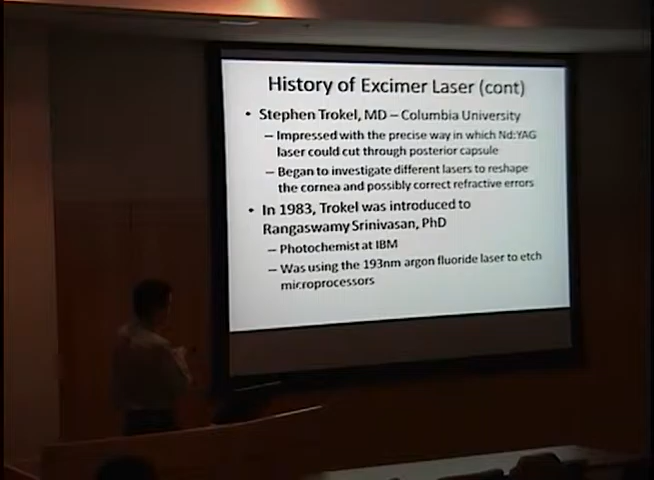 History of Excimer Laser (cont)
• Stephen Trokel, MD – Columbia University
– Impressed with the precise way in which Nd:YAG
laser could cut through posterior capsule
– Began to investigate different lasers to reshape
the cornea and possibly correct refractive errors
• In 1983, Trokel was introduced to
Rangaswamy Srinivasan, PhD
– Photochemist at IBM
– Was using the 193nm argon fluoride laser to etch
microprocessors